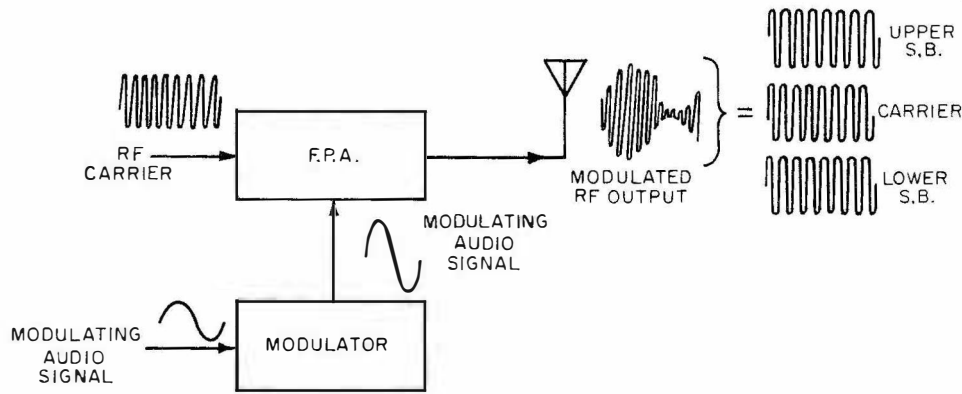 UPPER
S.B.
RF
CARRIER
F.P.A.
MODULATED
RF OUTPUT
=
CARRIER
LOWER
S.B.
MODULATING
AUDIO
SIGNAL
MODULATING
AUDIO
SIGNAL
MODULATOR